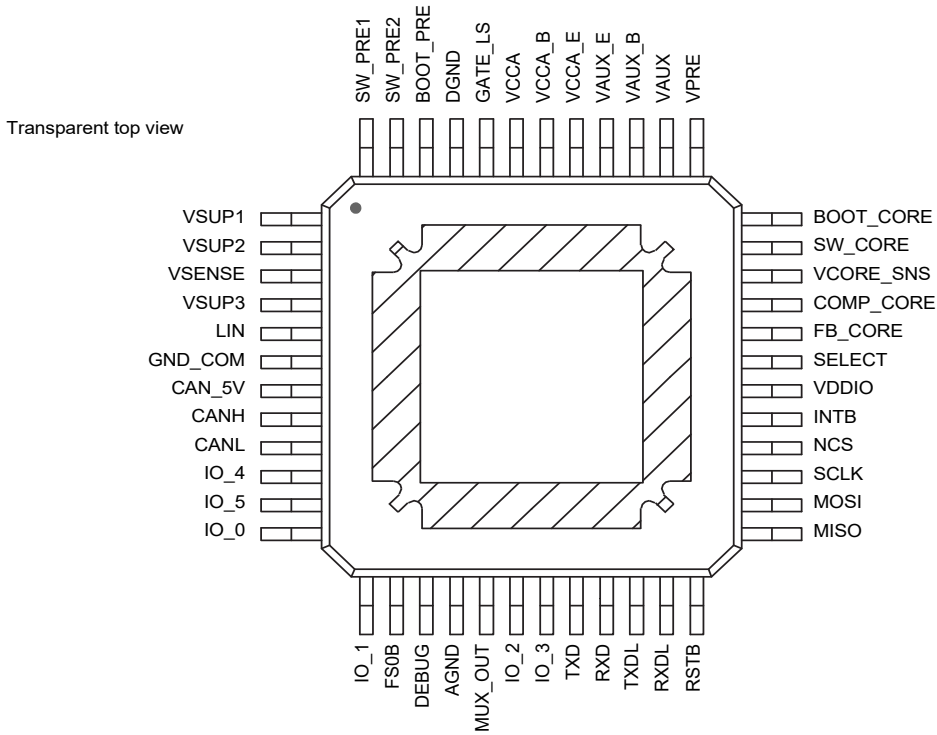 SW_PRE1
SW_PRE2
BOOT_PRE
DGND
GATE_LS
VCCA
VCCA_B
VCCA_E
VAUX_E
VAUX_B
VAUX
VPRE
Transparent top view
VSUP1
VSUP2
VSENSE
VSUP3
LIN
GND_COM
CAN_5V
CANH
CANL
IO_4
IO_5
IO_0
BOOT_CORE
SW_CORE
VCORE_SNS
COMP_CORE
FB_CORE
SELECT
VDDIO
INTB
NCS
SCLK
MOSI
MISO
IO_1
FS0B
DEBUG
AGND
MUX_OUT
IO_2
IO_3
TXD
RXD
TXDL
RXDL
RSTB